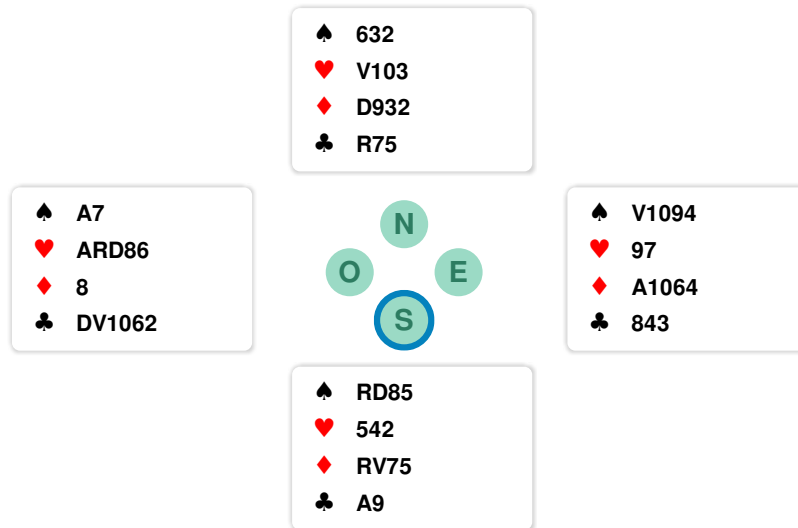 ♠ 632
♥ V103
♦ D932
♣ R75
♠ A7
♥ ARD86
♦ 8
♣ DV1062
N
O E
S
♠ V1094
♥ 97
♦ A1064
♣ 843
♠ RD85
♥ 542
♦ RV75
♣ A9